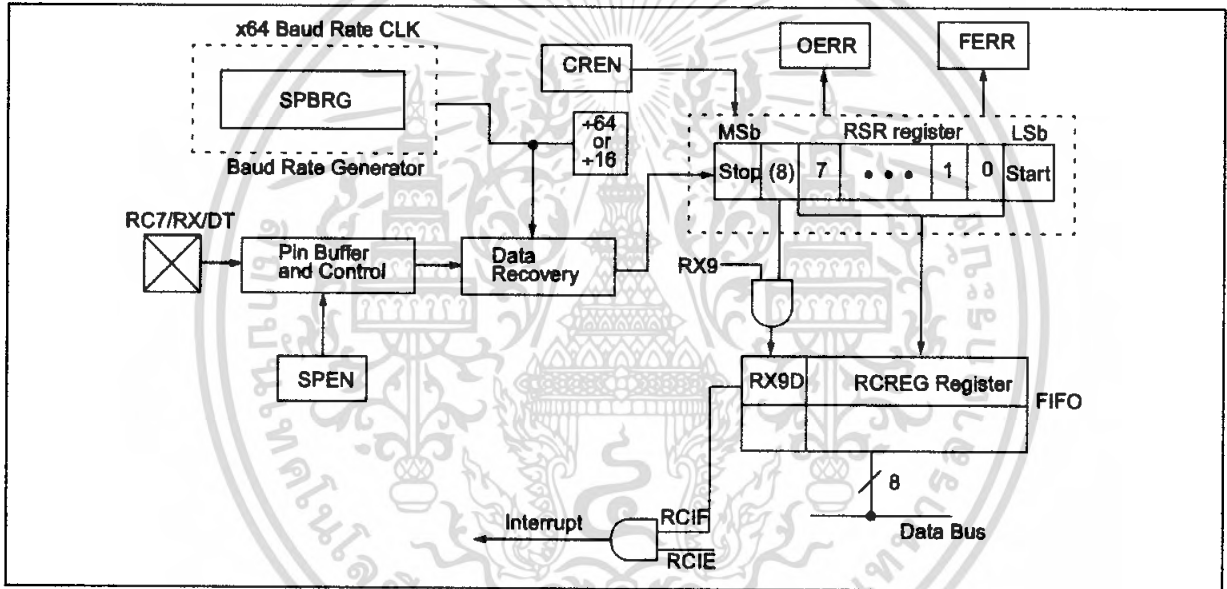 x64 Baud Rate CLK
SPBRG
Baud Rate Generator
CREN
OERR
FERR
+64
or
+16
MSb
RSR register
LSb
Stop
(8)
7
• • •
1
0
Start
RC7/RX/DT
Pin Buffer
and Control
Data
Recovery
SPEN
RX9
RX9D
RCREG Register
FIFO
8
Data Bus
Interrupt
RCIF
RCIE